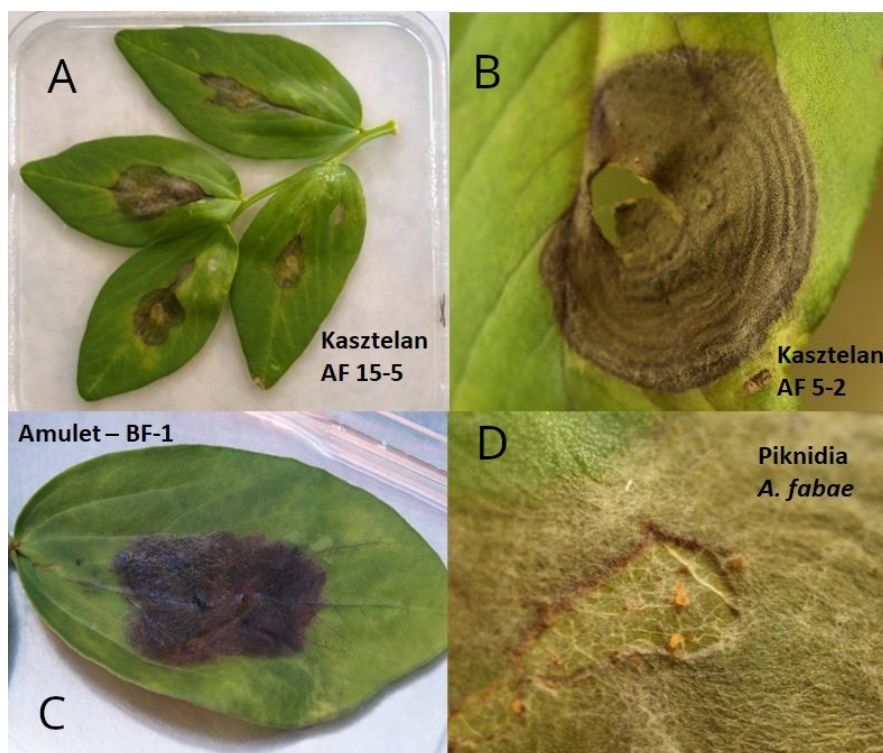 A
Kasztelan
AF 15-5
B
Kasztelan
AF 5-2
Amulet – BF-1
C
D
Piknidia
A. fabae